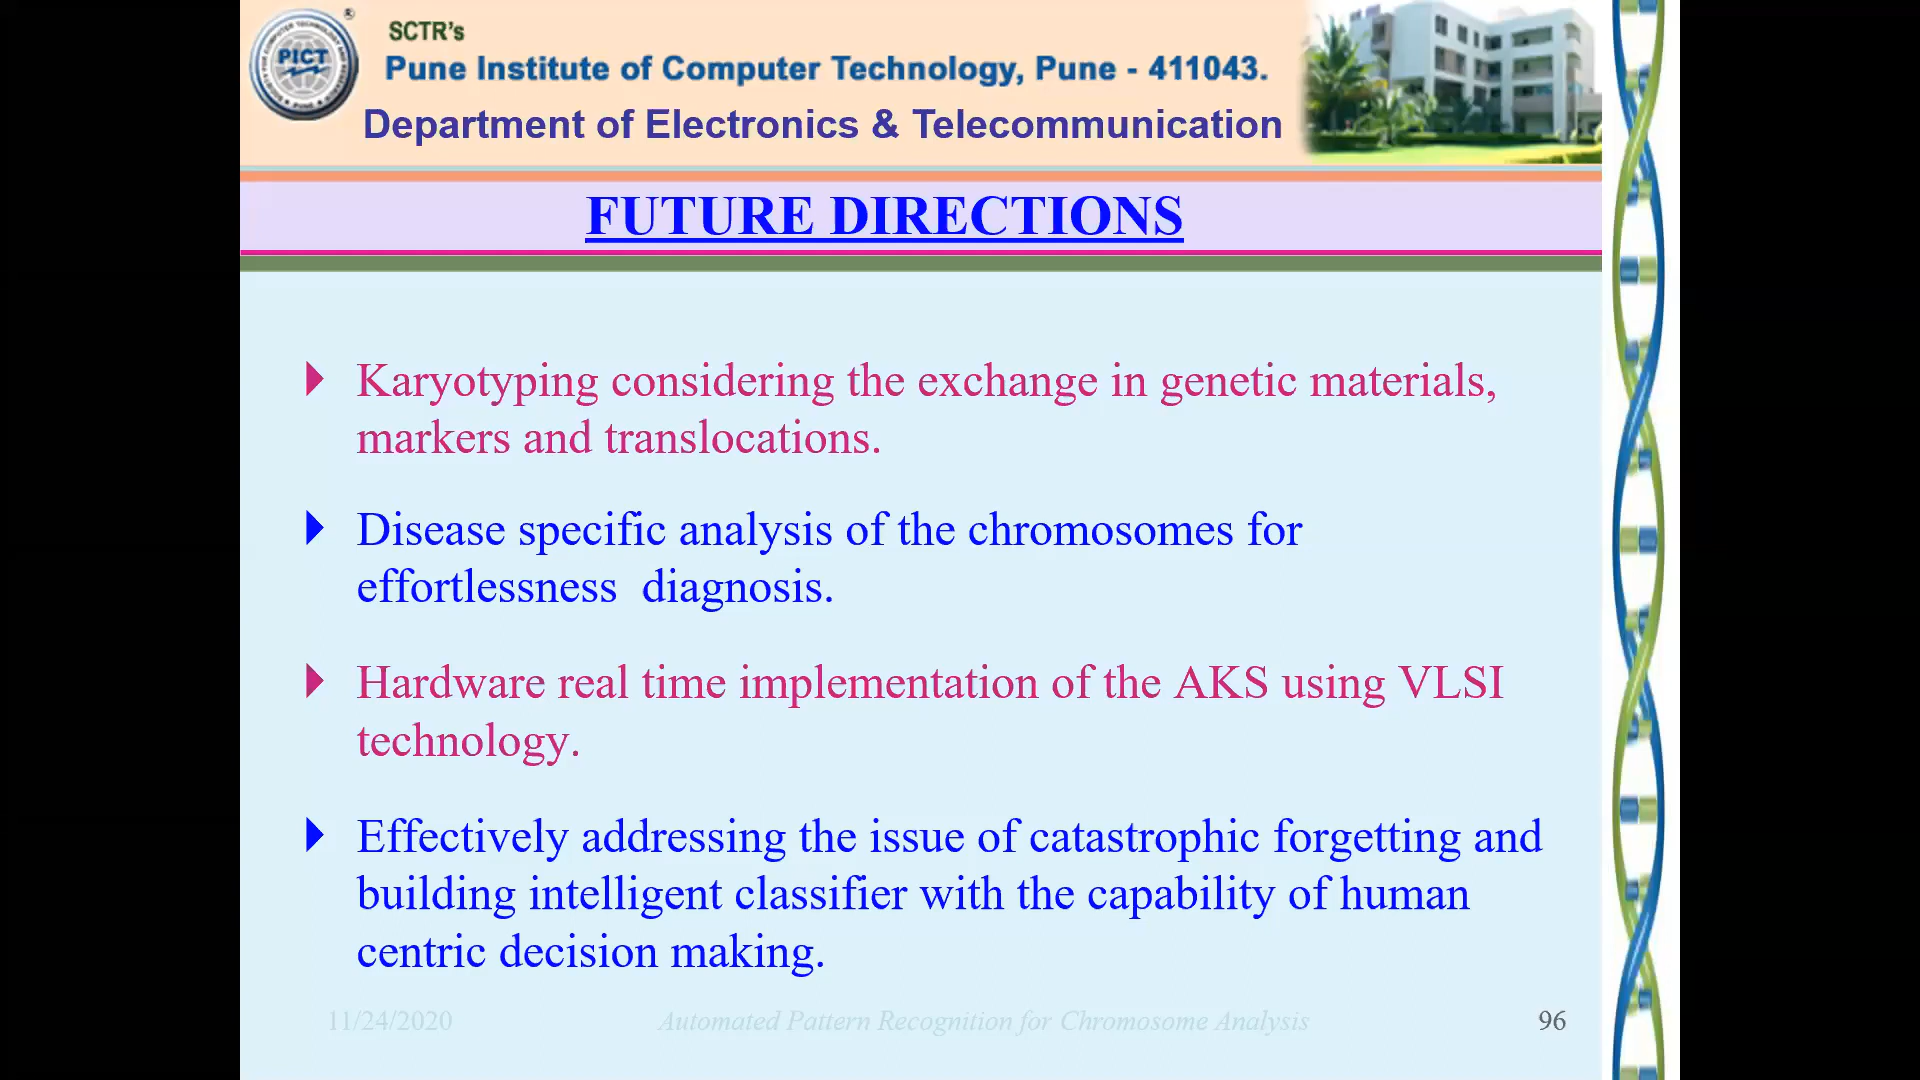 SCTR's
PICT
Pune Institute of Computer Technology, Pune - 411043.
Department of Electronics & Telecommunication
FUTURE DIRECTIONS
Karyotyping considering the exchange in genetic materials,
markers and translocations.
Disease specific analysis of the chromosomes for
effortlessness diagnosis.
Hardware real time implementation of the AKS using VLSI
technology.
Effectively addressing the issue of catastrophic forgetting and
building intelligent classifier with the capability of human
centric decision making.
11/24/2020 Automated Pattern Recognition for Chromosome Analysis 96